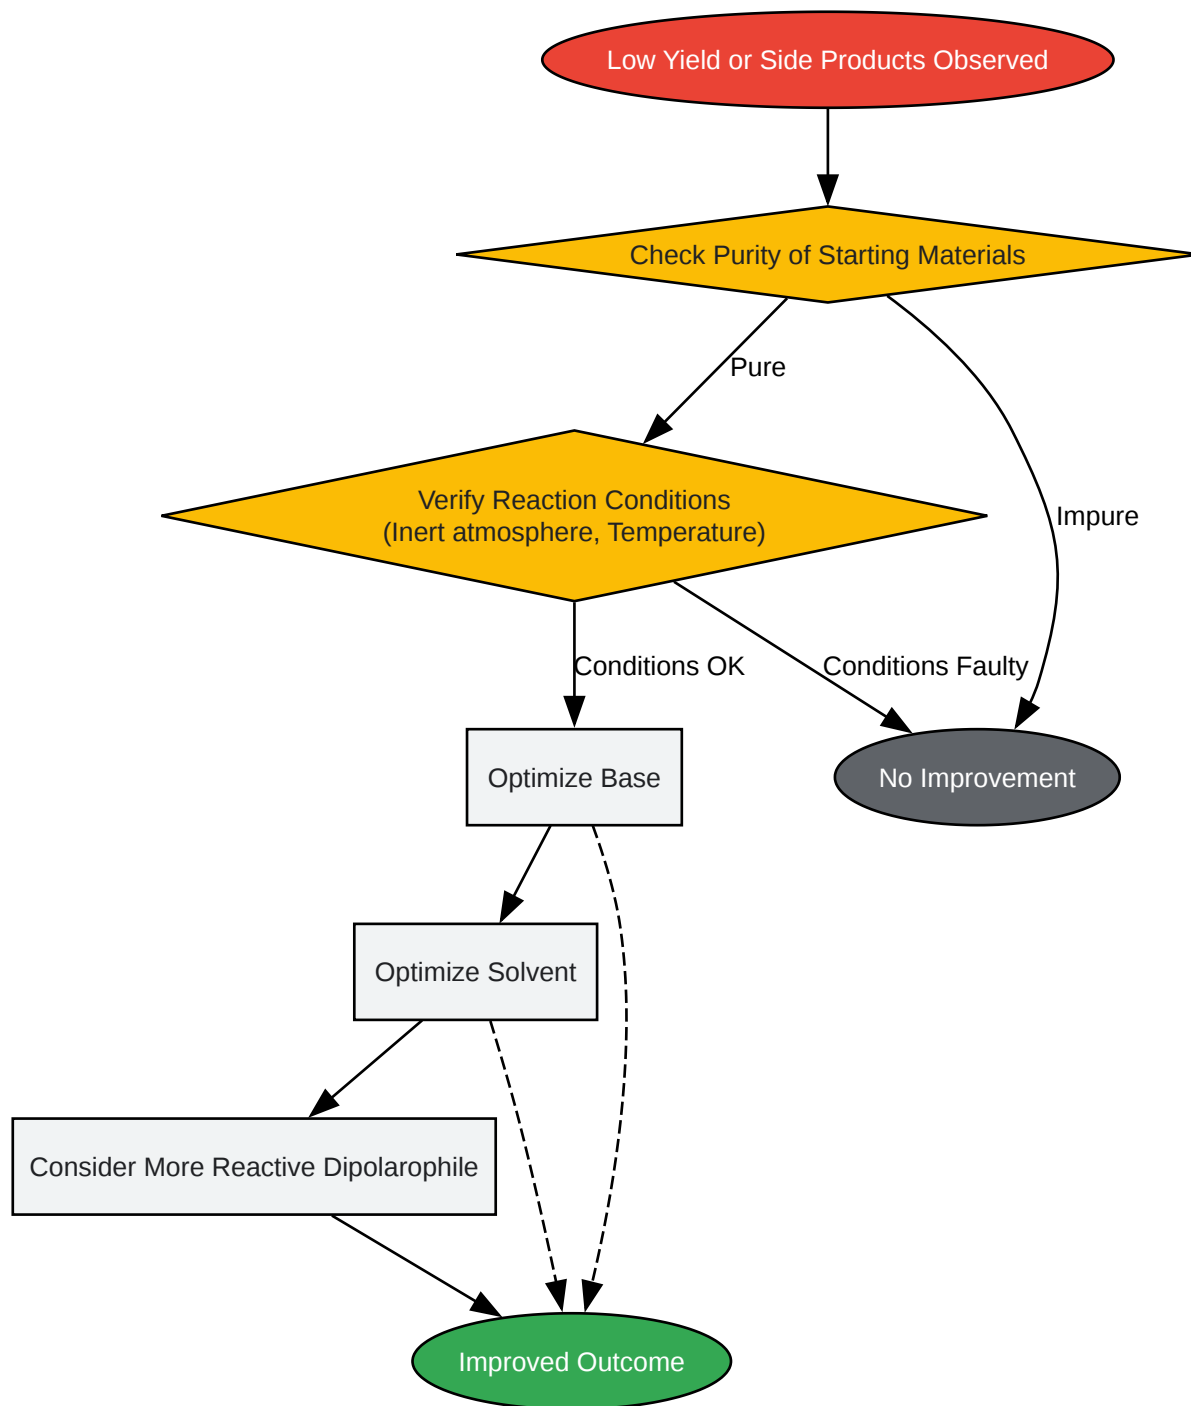 Low Yield or Side Products Observed
Check Purity of Starting Materials
Pure
Verify Reaction Conditions
(Inert atmosphere, Temperature)
Impure
Conditions OK
Conditions Faulty
Optimize Base
No Improvement
Optimize Solvent
Consider More Reactive Dipolarophile
Improved Outcome